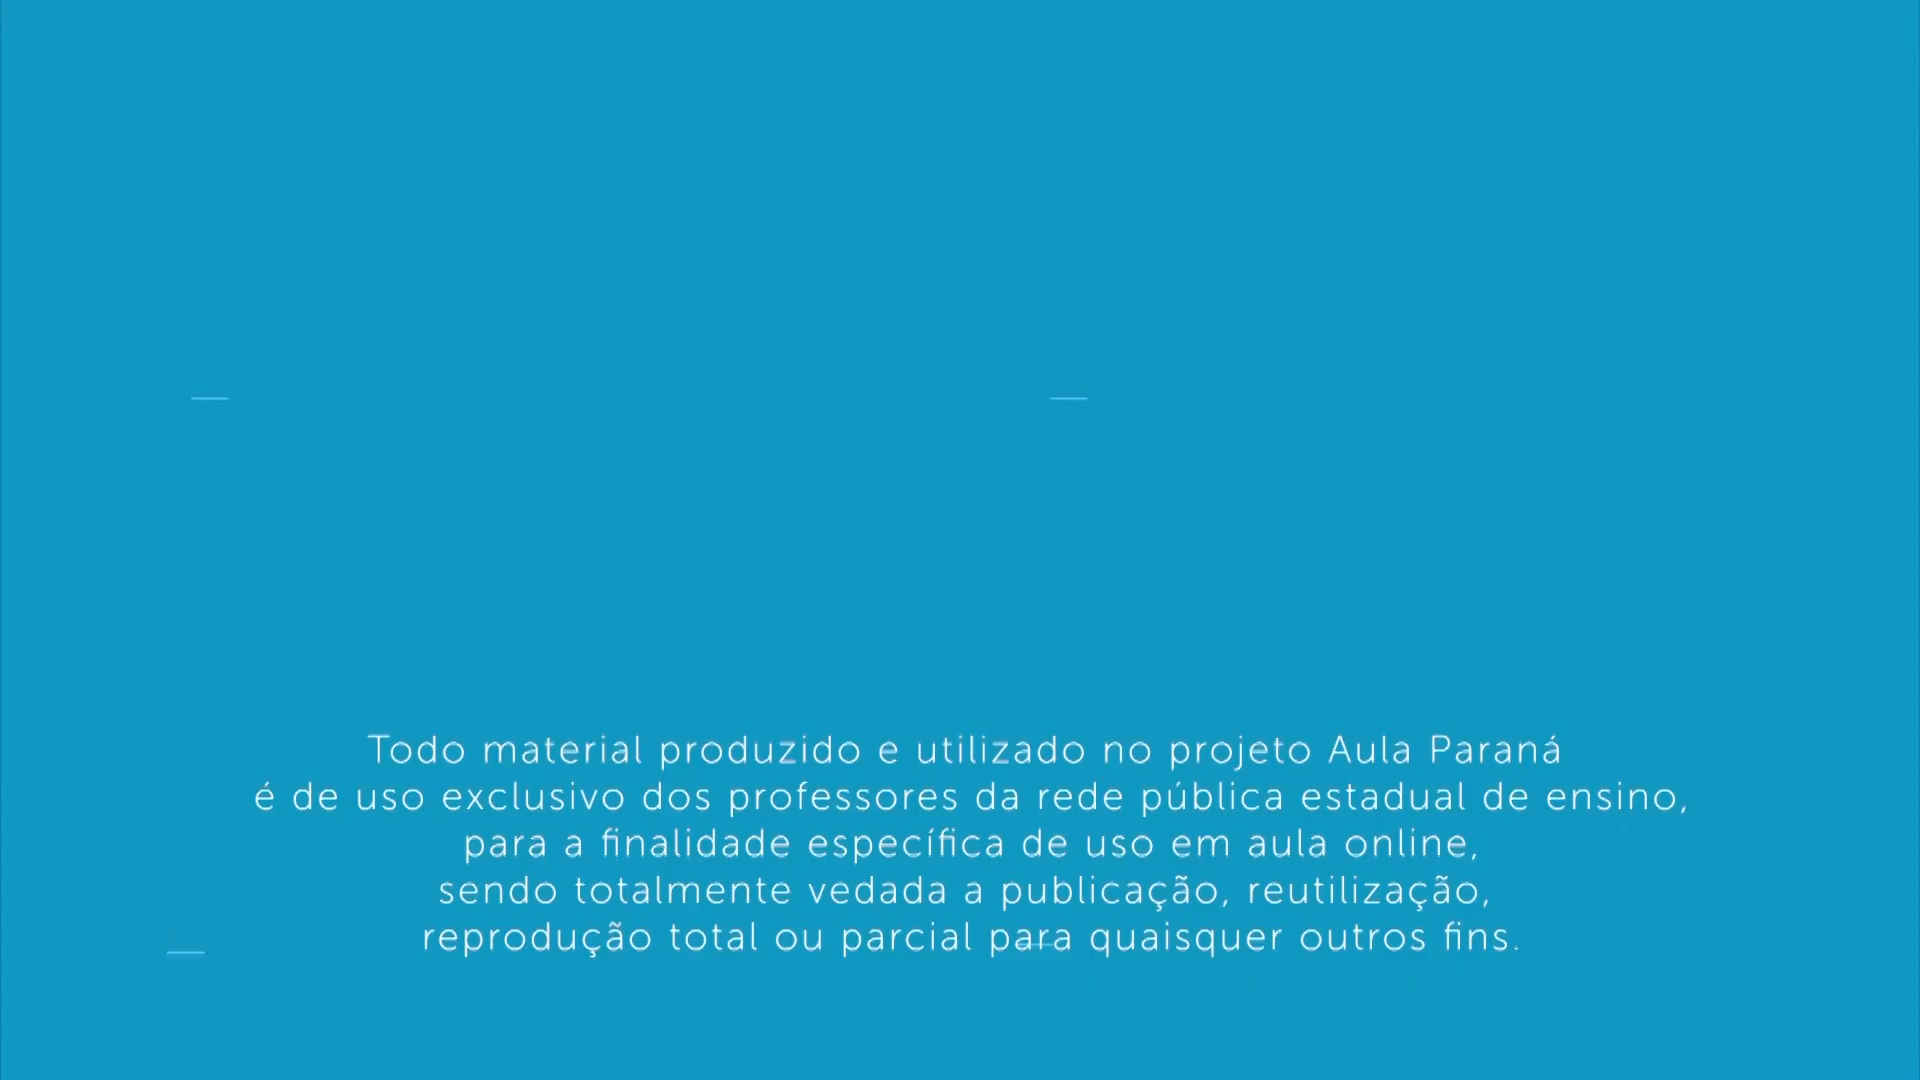 Todo material produzido e utilizado no projeto Aula Paraná
é de uso exclusivo dos professores da rede pública estadual de ensino,
para a finalidade específica de uso em aula online,
sendo totalmente vedada a publicação, reutilização,
reprodução total ou parcial para quaisquer outros fins.